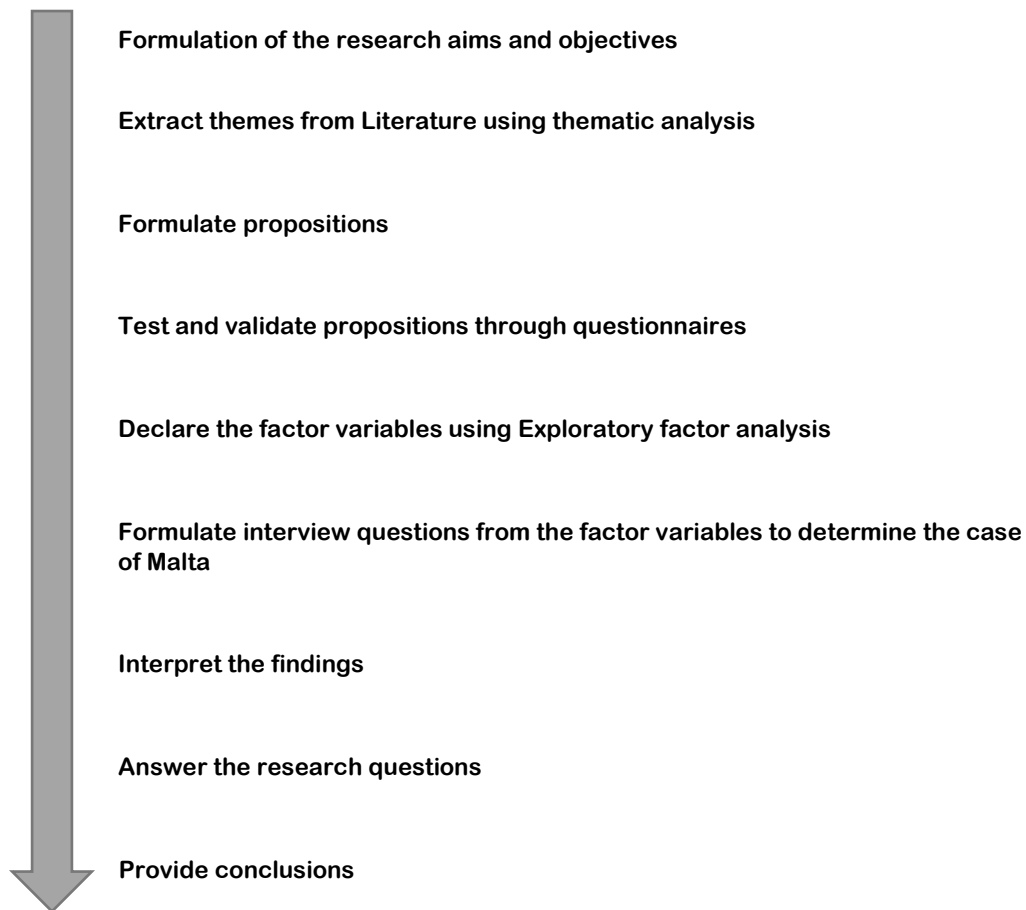 Formulation of the research aims and objectives
Extract themes from Literature using thematic analysis
Formulate propositions
Test and validate propositions through questionnaires
Declare the factor variables using Exploratory factor analysis
Formulate interview questions from the factor variables to determine the case
of Malta
Interpret the findings
Answer the research questions
Provide conclusions